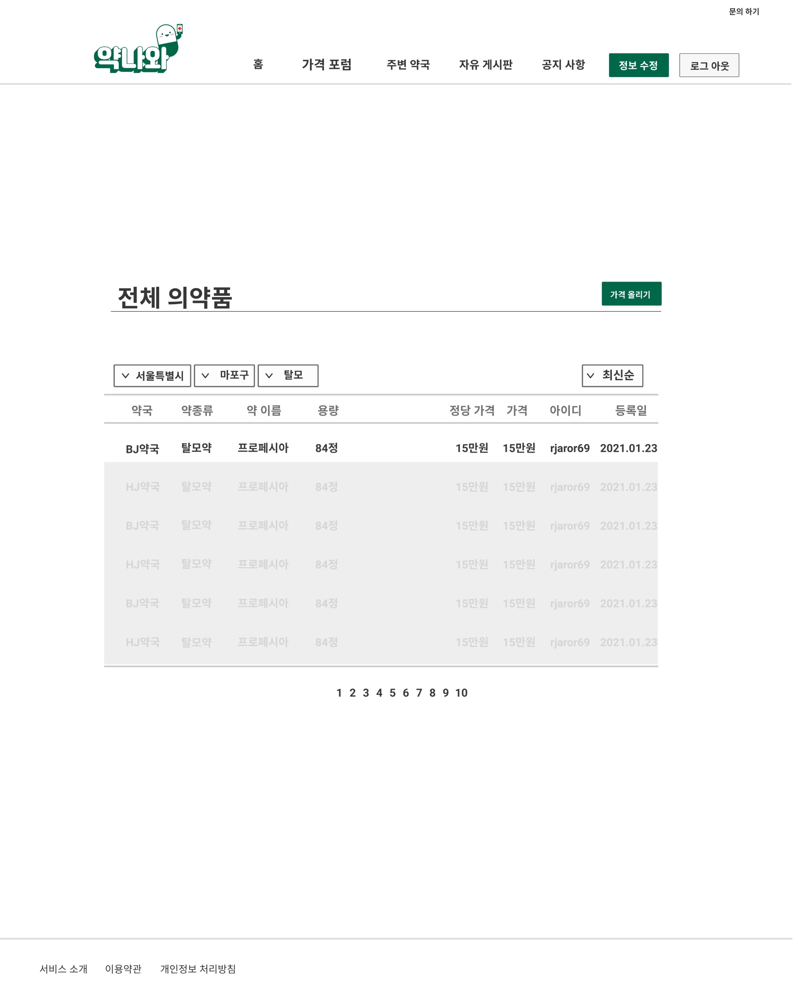 문의 하기
약나와
홈 가격 포럼 주변 약국 자유 게시판 공지 사항 정보 수정 로그 아웃
전체 의약품 가격 올리기
서울특별시 마포구 탈모 최신순
약국 약종류 약 이름 용량 정당 가격 가격 아이디 등록일
BJ약국 탈모약 프로페시아 84정 15만원 15만원 rjaror69 2021.01.23
HJ약국 탈모약 프로페시아 84정 15만원 15만원 rjaror69 2021.01.23
BJ약국 탈모약 프로페시아 84정 15만원 15만원 rjaror69 2021.01.23
HJ약국 탈모약 프로페시아 84정 15만원 15만원 rjaror69 2021.01.23
BJ약국 탈모약 프로페시아 84정 15만원 15만원 rjaror69 2021.01.23
HJ약국 탈모약 프로페시아 84정 15만원 15만원 rjaror69 2021.01.23
1 2 3 4 5 6 7 8 9 10
서비스 소개 이용약관 개인정보 처리방침